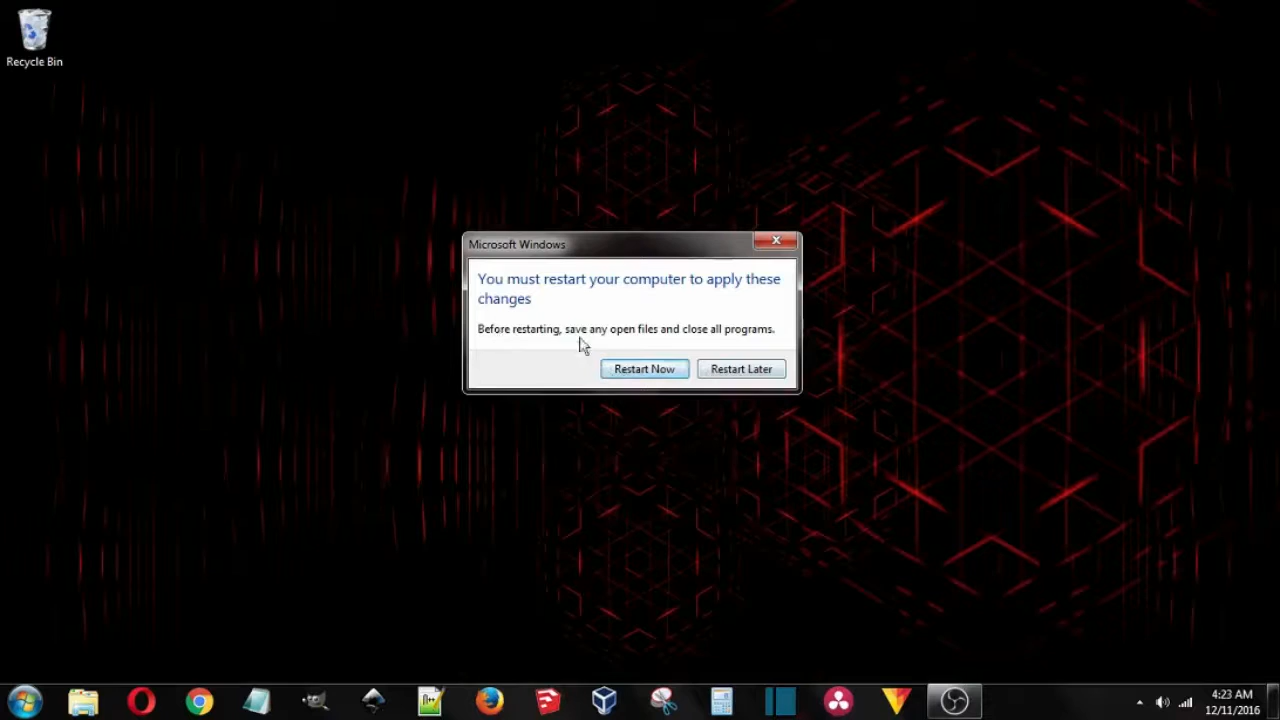 Recycle Bin
Microsoft Windows
You must restart your computer to apply these
changes
Before restarting, save any open files and close all programs.
Restart Now
Restart Later
4:23 AM
12/11/2016